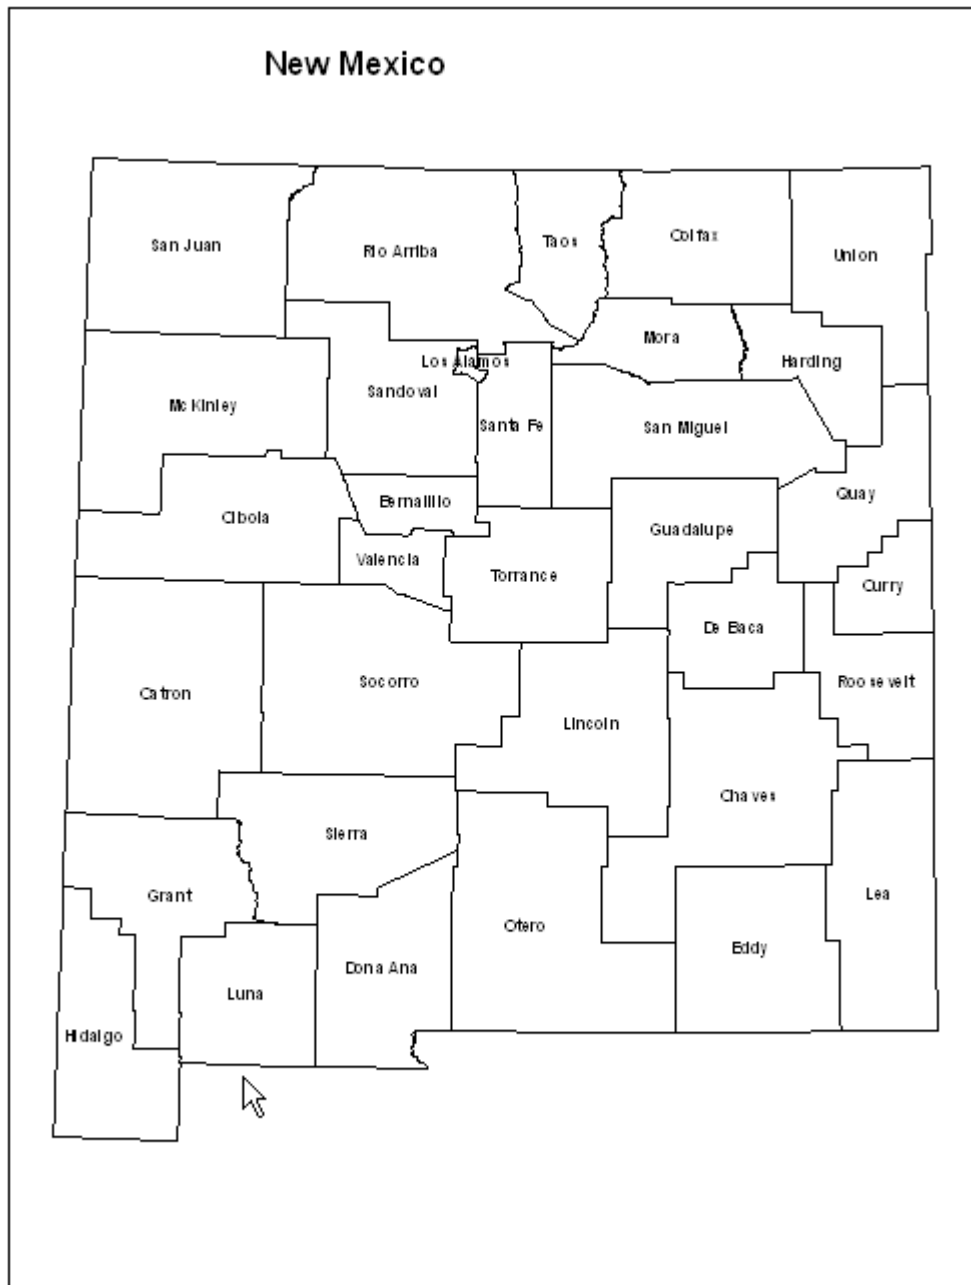 New Mexico
San Juan
Rio Arriba
Taos
Colfax
Union
Mora
Harding
Los Alamos
Mc Kinley
Sandoval
Santa Fe
San Miguel
Quay
Cibola
Bernalillo
Guadalupe
Valencia
Torrance
Curry
De Baca
Catron
Socorro
Roosevelt
Lincoln
Chaves
Sierra
Grant
Lea
Otero
Eddy
Dona Ana
Luna
Hidalgo